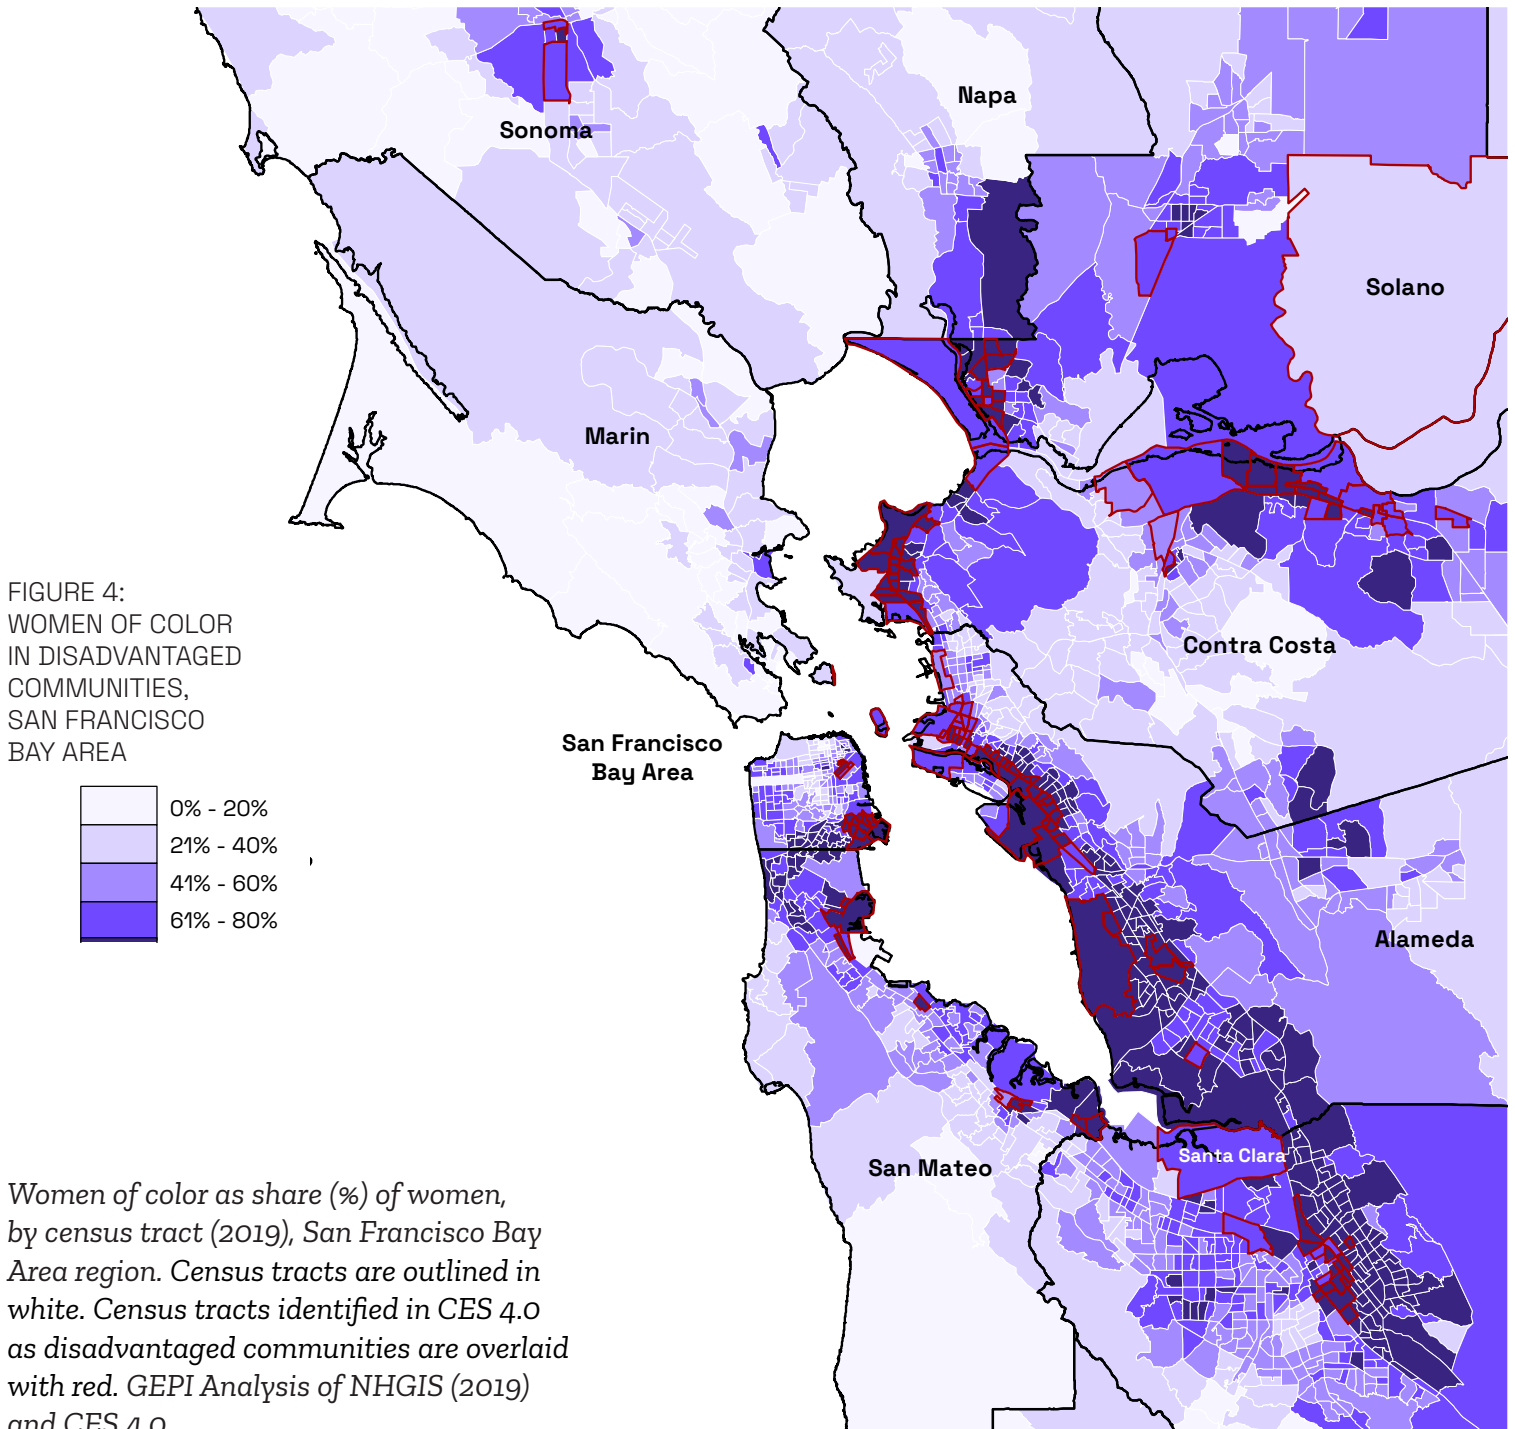 Napa
Sonoma
Solano
Marin
FIGURE 4:
WOMEN OF COLOR
IN DISADVANTAGED
COMMUNITIES,
SAN FRANCISCO
BAY AREA
Contra Costa
San Francisco
Bay Area
0% - 20%
21% - 40%
41% - 60%
61% - 80%
Alameda
Santa Clara
San Mateo
Women of color as share (%) of women,
by census tract (2019), San Francisco Bay
Area region. Census tracts are outlined in
white. Census tracts identified in CES 4.0
as disadvantaged communities are overlaid
with red. GEPI Analysis of NHGIS (2019)
and CES 4.0